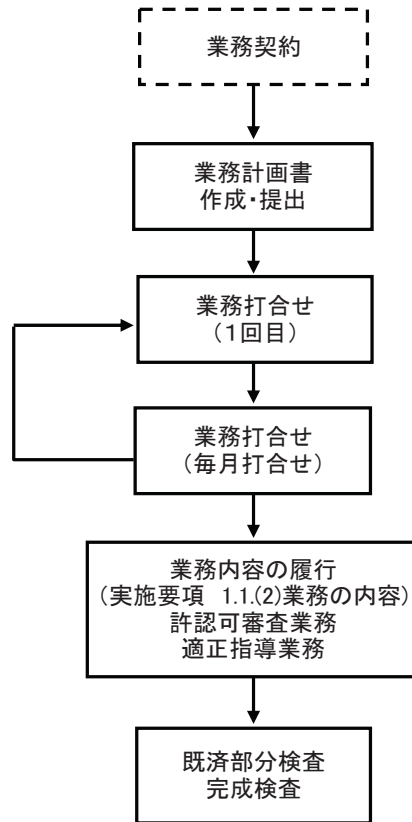 業務契約
業務計画書
作成・提出
業務打合せ
（１回目）
業務打合せ
（毎月打合せ）
業務内容の履行
（実施要項　1.1.(2)業務の内容）
許認可審査業務
適正指導業務
既済部分検査
完成検査